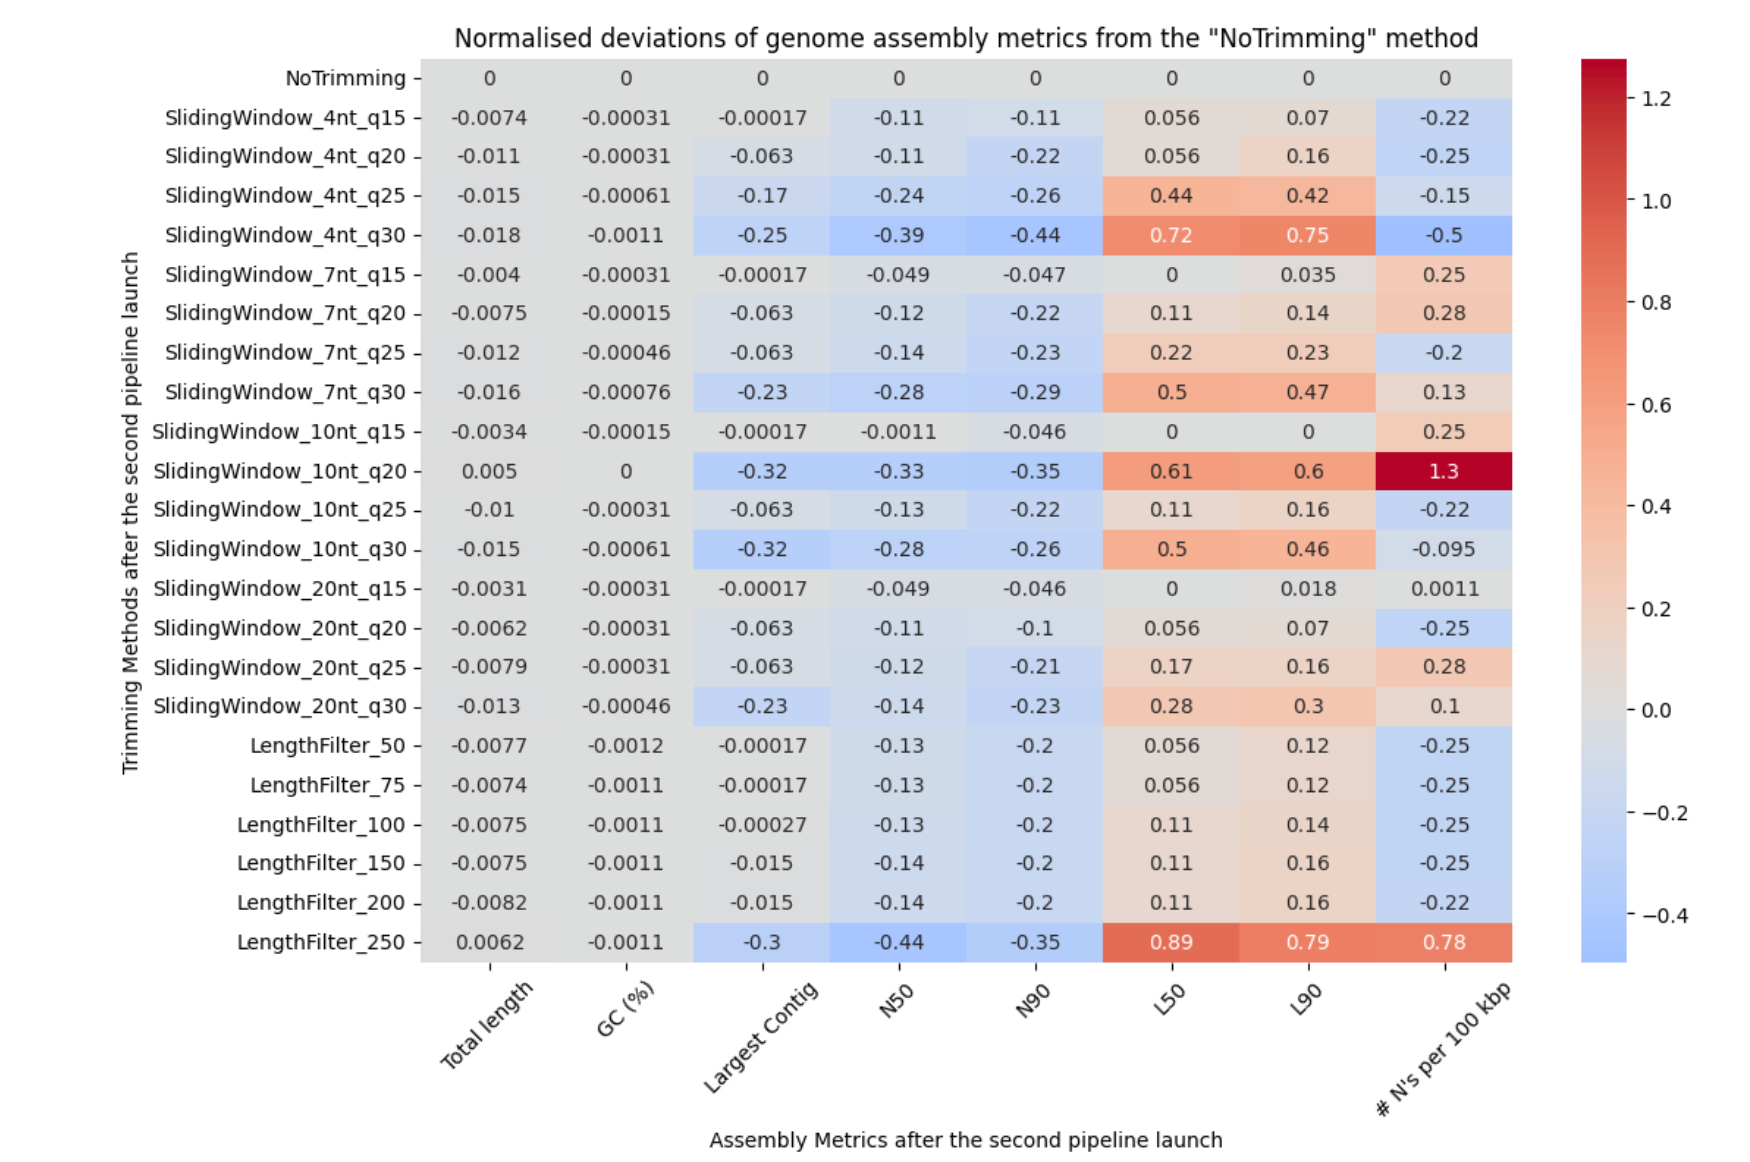 Normalised deviations of genome assembly metrics from the "NoTrimming" method
NoTrimming 0 0 0 0 0 0 0 0
SlidingWindow_4nt_q15 -0.0074 -0.00031 -0.00017 -0.11 -0.11 0.056 0.07 -0.22
SlidingWindow_4nt_q20 -0.011 -0.00031 -0.063 -0.11 -0.22 0.056 0.16 -0.25
SlidingWindow_4nt_q25 -0.015 -0.00061 -0.17 -0.24 -0.26 0.44 0.42 -0.15
SlidingWindow_4nt_q30 -0.018 -0.0011 -0.25 -0.39 -0.44 0.72 0.75 -0.5
SlidingWindow_7nt_q15 -0.004 -0.00031 -0.00017 -0.049 -0.047 0 0.035 0.25
SlidingWindow_7nt_q20 -0.0075 -0.00015 -0.063 -0.12 -0.22 0.11 0.14 0.28
SlidingWindow_7nt_q25 -0.012 -0.00046 -0.063 -0.14 -0.23 0.22 0.23 -0.2
SlidingWindow_7nt_q30 -0.016 -0.00076 -0.23 -0.28 -0.29 0.5 0.47 0.13
SlidingWindow_10nt_q15 -0.0034 -0.00015 -0.00017 -0.0011 -0.046 0 0 0.25
SlidingWindow_10nt_q20 0.005 0 -0.32 -0.33 -0.35 0.61 0.6 1.3
SlidingWindow_10nt_q25 -0.01 -0.00031 -0.063 -0.13 -0.22 0.11 0.16 -0.22
SlidingWindow_10nt_q30 -0.015 -0.00061 -0.32 -0.28 -0.26 0.5 0.46 -0.095
SlidingWindow_20nt_q15 -0.0031 -0.00031 -0.00017 -0.049 -0.046 0 0.018 0.0011
SlidingWindow_20nt_q20 -0.0062 -0.00031 -0.063 -0.11 -0.1 0.056 0.07 -0.25
SlidingWindow_20nt_q25 -0.0079 -0.00031 -0.063 -0.12 -0.21 0.17 0.16 0.28
SlidingWindow_20nt_q30 -0.013 -0.00046 -0.23 -0.14 -0.23 0.28 0.3 0.1
LengthFilter_50 -0.0077 -0.0012 -0.00017 -0.13 -0.2 0.056 0.12 -0.25
LengthFilter_75 -0.0074 -0.0011 -0.00017 -0.13 -0.2 0.056 0.12 -0.25
LengthFilter_100 -0.0075 -0.0011 -0.00027 -0.13 -0.2 0.11 0.14 -0.25
LengthFilter_150 -0.0075 -0.0011 -0.015 -0.14 -0.2 0.11 0.16 -0.25
LengthFilter_200 -0.0082 -0.0011 -0.015 -0.14 -0.2 0.11 0.16 -0.22
LengthFilter_250 0.0062 -0.0011 -0.3 -0.44 -0.35 0.89 0.79 0.78
Total length GC (%) Largest Contig N50 N90 L50 L90 # N's per 100 kbp
Assembly Metrics after the second pipeline launch
Trimming Methods after the second pipeline launch
1.2
1.0
0.8
0.6
0.4
0.2
0.0
−0.2
−0.4